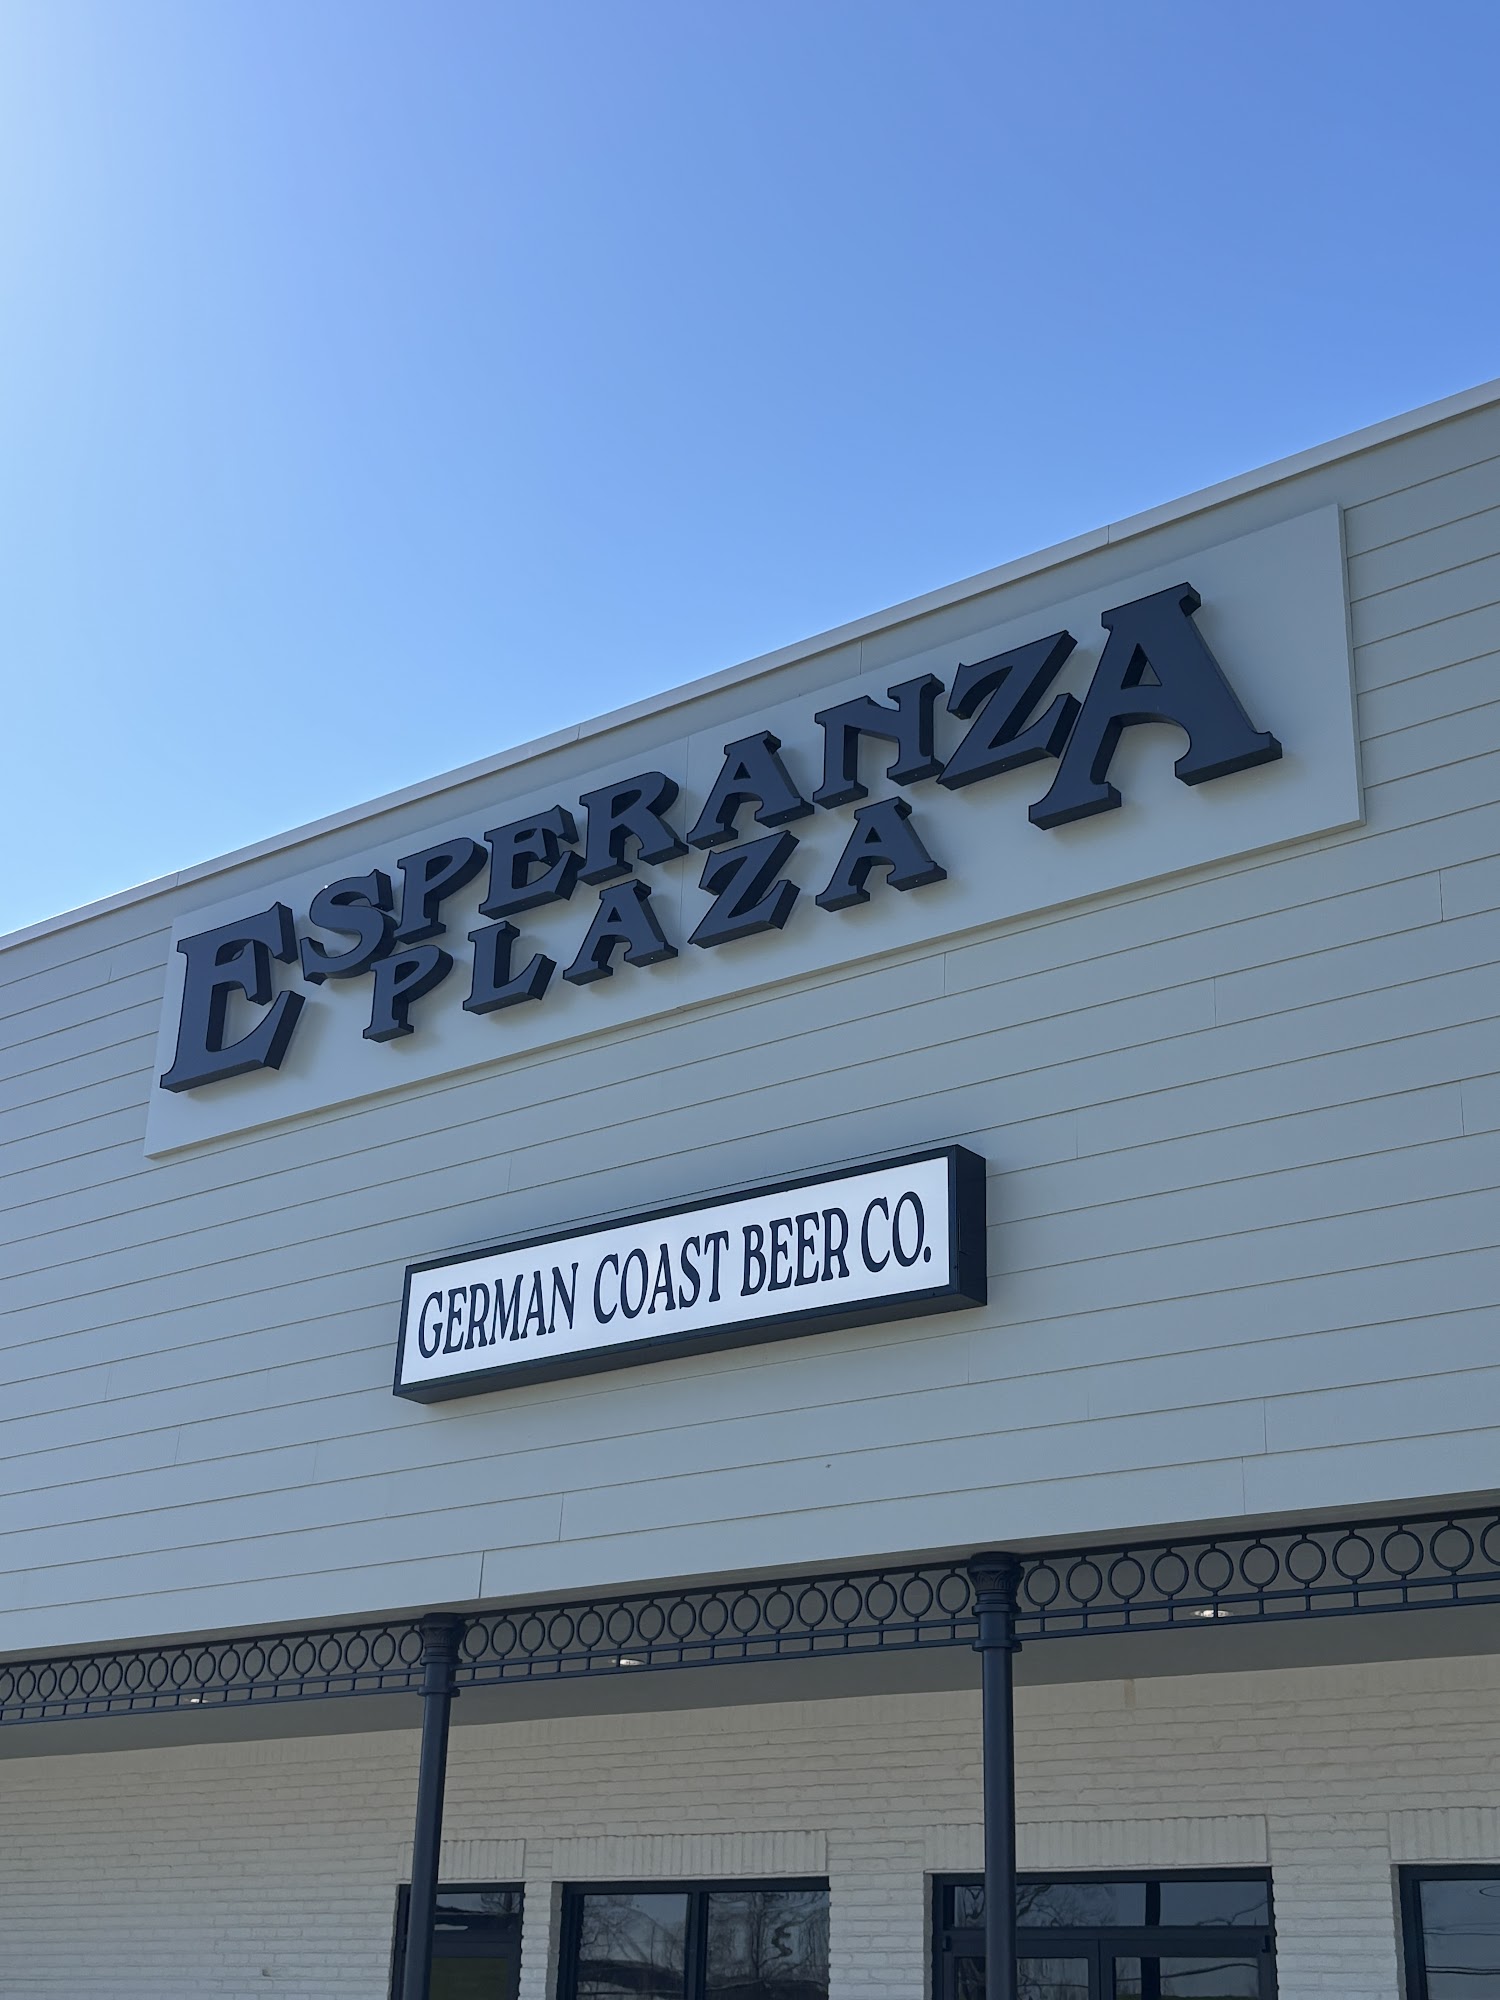 ESPERANZA
PLAZA
GERMAN COAST BEER CO.